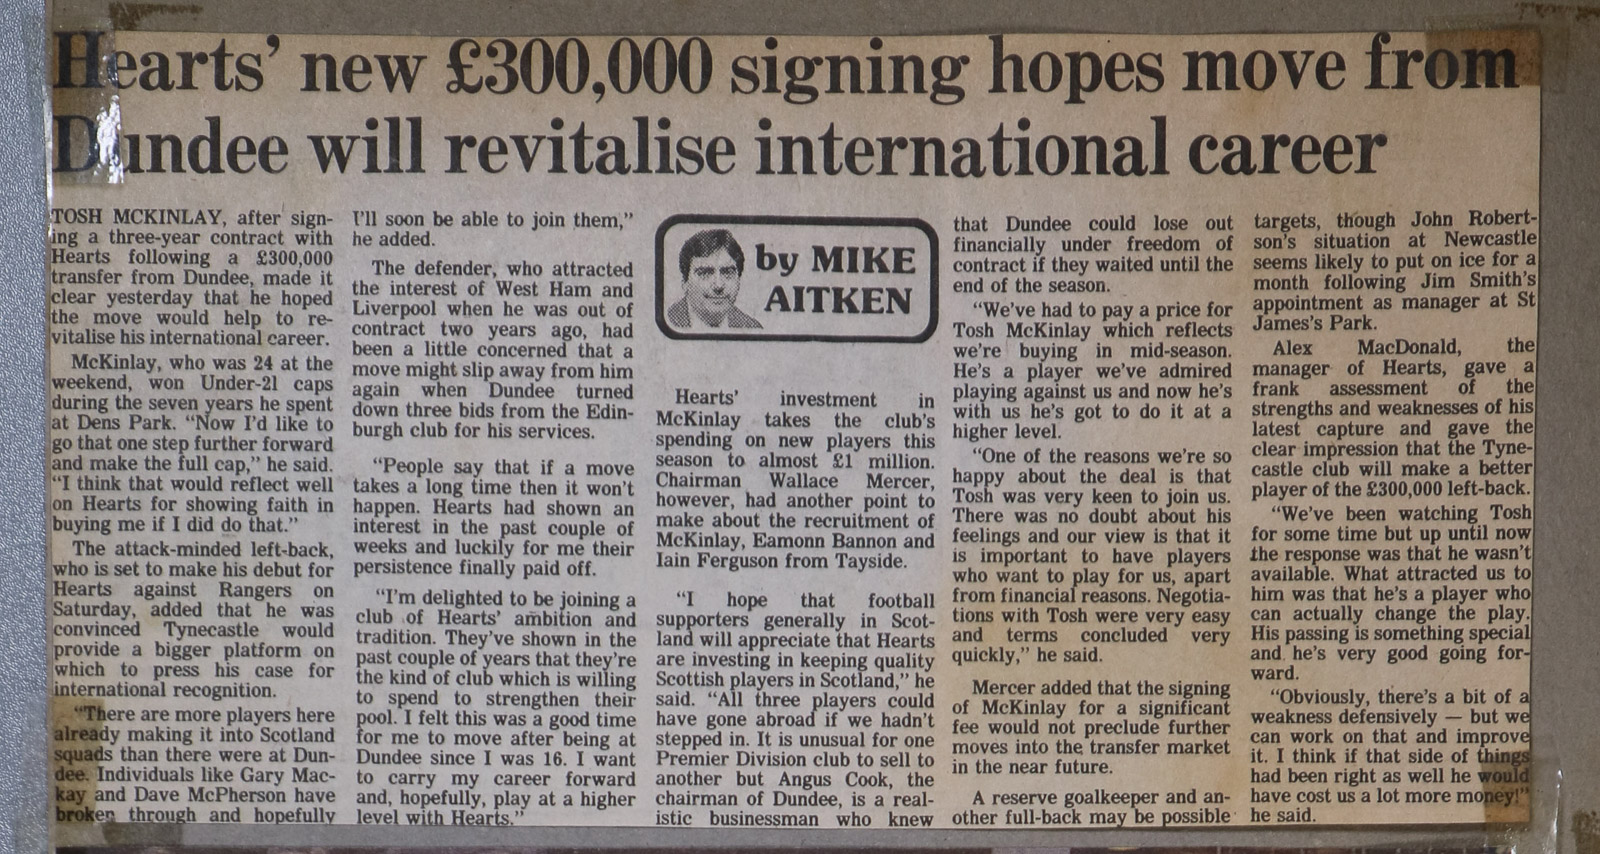 Hearts’ new £300,000 signing hopes move from
Dundee will revitalise international career
TOSH MCKINLAY, after sign-
ing a three-year contract with
Hearts following a £300,000
transfer from Dundee, made it
clear yesterday that he hoped
the move would help to re-
vitalise his international career.
McKinlay, who was 24 at the
weekend, won Under-21 caps
during the seven years he spent
at Dens Park. “Now I’d like to
go that one step further forward
and make the full cap,” he said.
“I think that would reflect well
on Hearts for showing faith in
buying me if I did do that.”
The attack-minded left-back,
who is set to make his debut for
Hearts against Rangers on
Saturday, added that he was
convinced Tynecastle would
provide a bigger platform on
which to press his case for
international recognition.
“There are more players here
already making it into Scotland
squads than there were at Dun-
dee. Individuals like Gary Mac-
kay and Dave McPherson have
broken through and hopefully
I’ll soon be able to join them,”
he added.
The defender, who attracted
the interest of West Ham and
Liverpool when he was out of
contract two years ago, had
been a little concerned that a
move might slip away from him
again when Dundee turned
down three bids from the Edin-
burgh club for his services.
“People say that if a move
takes a long time then it won’t
happen. Hearts had shown an
interest in the past couple of
weeks and luckily for me their
persistence finally paid off.
“I’m delighted to be joining a
club of Hearts’ ambition and
tradition. They’ve shown in the
past couple of years that they’re
the kind of club which is willing
to spend to strengthen their
pool. I felt this was a good time
for me to move after being at
Dundee since I was 16. I want
to carry my career forward
and, hopefully, play at a higher
level with Hearts.”
by MIKE
AITKEN
Hearts’ investment in
McKinlay takes the club’s
spending on new players this
season to almost £1 million.
Chairman Wallace Mercer,
however, had another point to
make about the recruitment of
McKinlay, Eamonn Bannon and
Iain Ferguson from Tayside.
“I hope that football
supporters generally in Scot-
land will appreciate that Hearts
are investing in keeping quality
Scottish players in Scotland,” he
said. “All three players could
have gone abroad if we hadn’t
stepped in. It is unusual for one
Premier Division club to sell to
another but Angus Cook, the
chairman of Dundee, is a real-
istic businessman who knew
that Dundee could lose out
financially under freedom of
contract if they waited until the
end of the season.
“We’ve had to pay a price for
Tosh McKinlay which reflects
we’re buying in mid-season.
He’s a player we’ve admired
playing against us and now he’s
with us he’s got to do it at a
higher level.
“One of the reasons we’re so
happy about the deal is that
Tosh was very keen to join us.
There was no doubt about his
feelings and our view is that it
is important to have players
who want to play for us, apart
from financial reasons. Negotia-
tions with Tosh were very easy
and terms concluded very
quickly,” he said.
Mercer added that the signing
of McKinlay for a significant
fee would not preclude further
moves into the transfer market
in the near future.
A reserve goalkeeper and an-
other full-back may be possible
targets, though John Robert-
son’s situation at Newcastle
seems likely to put on ice for a
month following Jim Smith’s
appointment as manager at St
James’s Park.
Alex MacDonald, the
manager of Hearts, gave a
frank assessment of the
strengths and weaknesses of his
latest capture and gave the
clear impression that the Tyne-
castle club will make a better
player of the £300,000 left-back.
“We’ve been watching Tosh
for some time but up until now
the response was that he wasn’t
available. What attracted us to
him was that he’s a player who
can actually change the play.
His passing is something special
and he’s very good going for-
ward.
“Obviously, there’s a bit of a
weakness defensively — but we
can work on that and improve
it. I think if that side of things
had been right as well he would
have cost us a lot more money!”
he said.